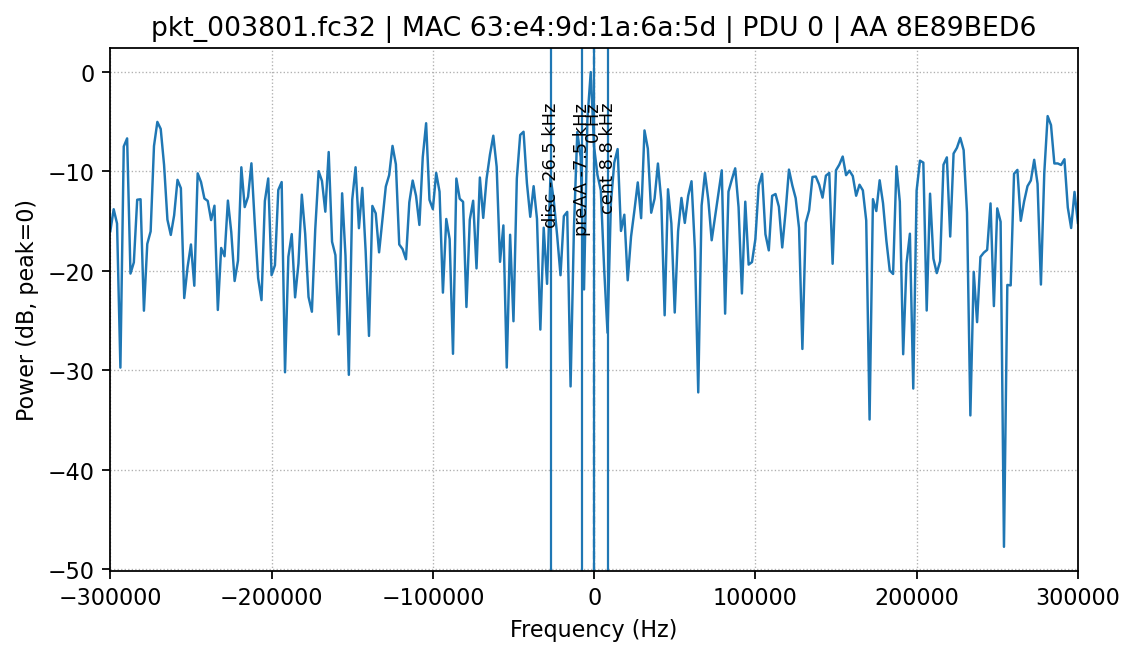 pkt_003801.fc32 | MAC 63:e4:9d:1a:6a:5d | PDU 0 | AA 8E89BED6
Power (dB, peak=0)
0
−10
−20
−30
−40
−50
disc -26.5 kHz
preAA -7.5 kHz
0 Hz
cent 8.8 kHz
−300000
−200000
−100000
0
100000
200000
300000
Frequency (Hz)